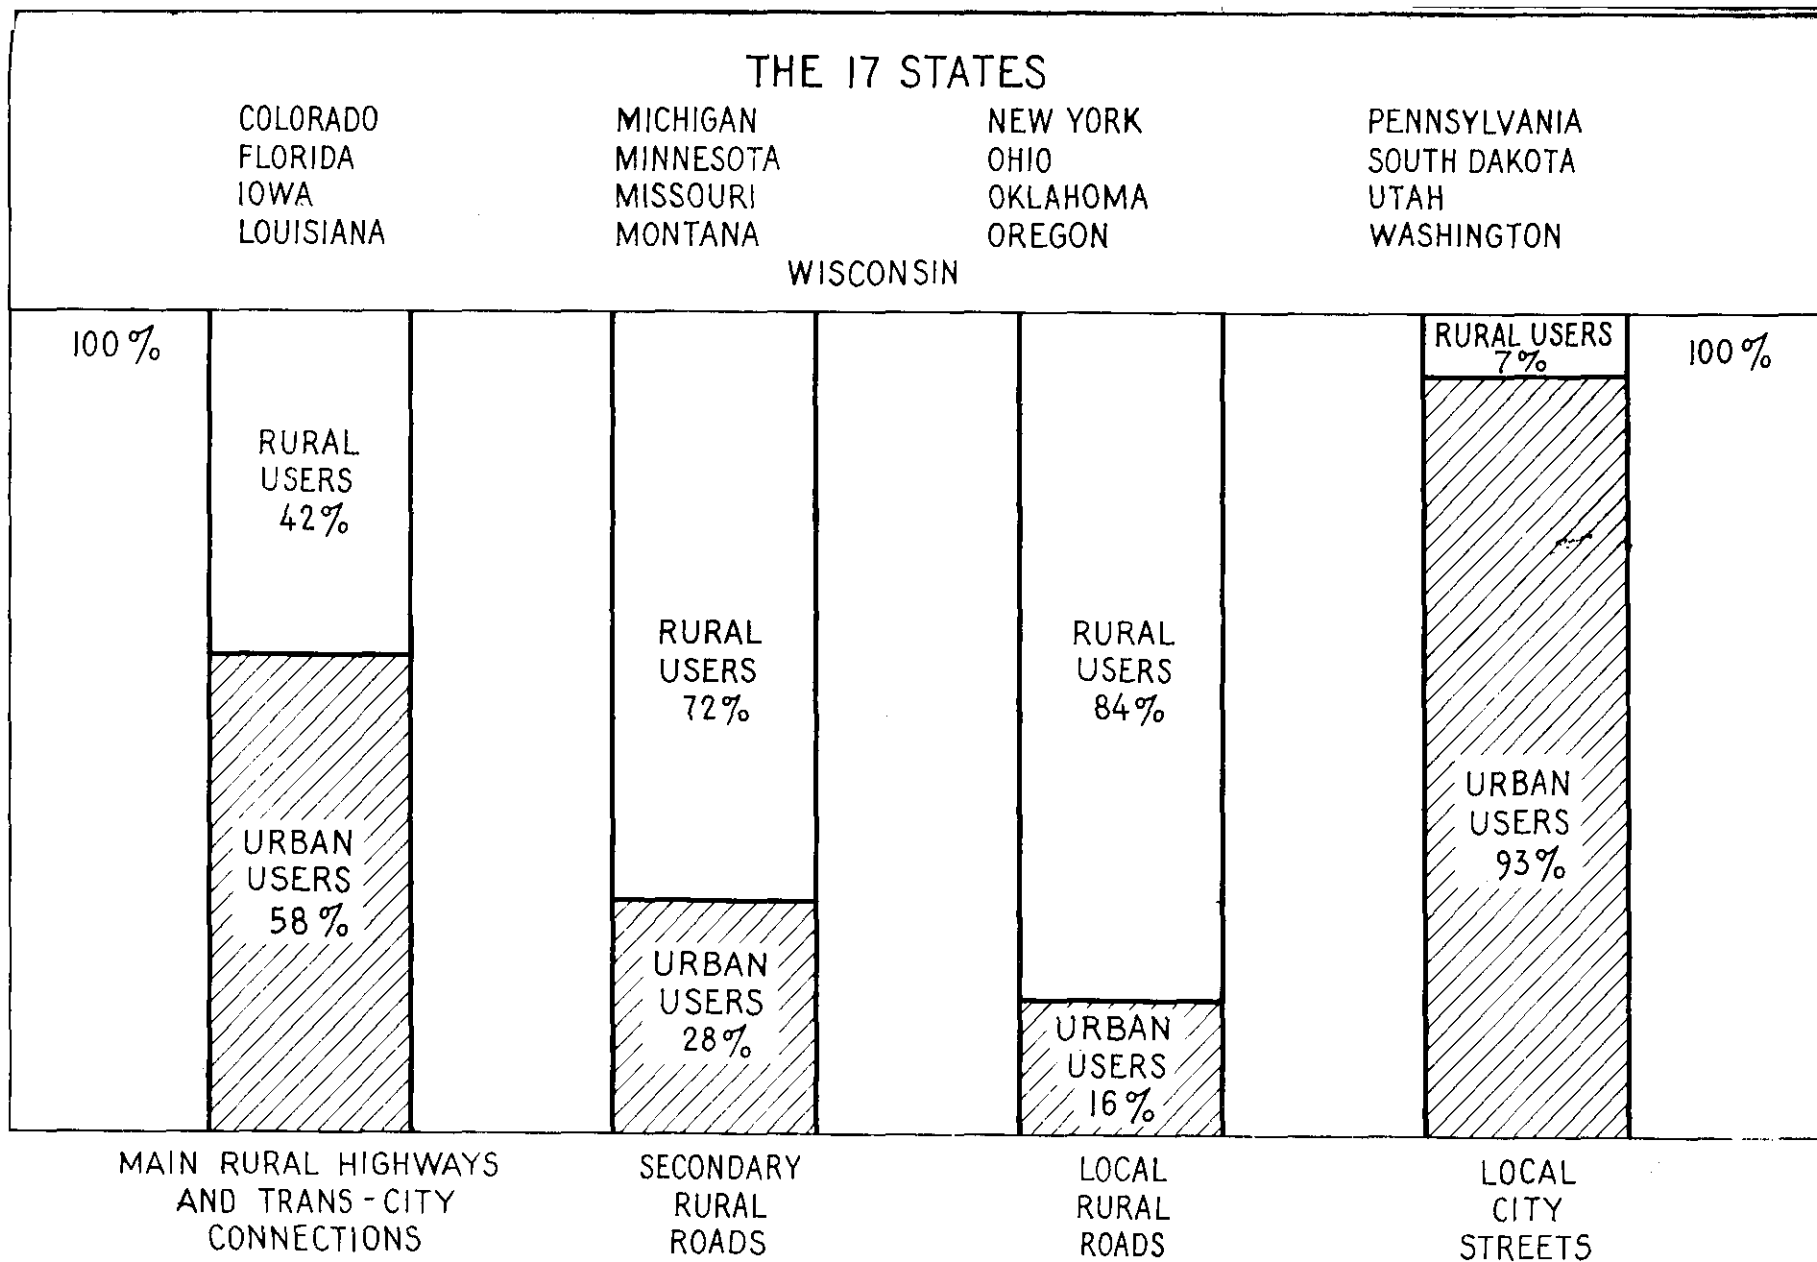 THE 17 STATES
COLORADO
FLORIDA
IOWA
LOUISIANA
MICHIGAN
MINNESOTA
MISSOURI
MONTANA
NEW YORK
OHIO
OKLAHOMA
OREGON
PENNSYLVANIA
SOUTH DAKOTA
UTAH
WASHINGTON
WISCONSIN
100%
RURAL
USERS
42%
URBAN
USERS
58%
RURAL
USERS
72%
URBAN
USERS
28%
RURAL
USERS
84%
URBAN
USERS
16%
RURAL USERS
7%
URBAN
USERS
93%
100%
MAIN RURAL HIGHWAYS
AND TRANS-CITY
CONNECTIONS
SECONDARY
RURAL
ROADS
LOCAL
RURAL
ROADS
LOCAL
CITY
STREETS